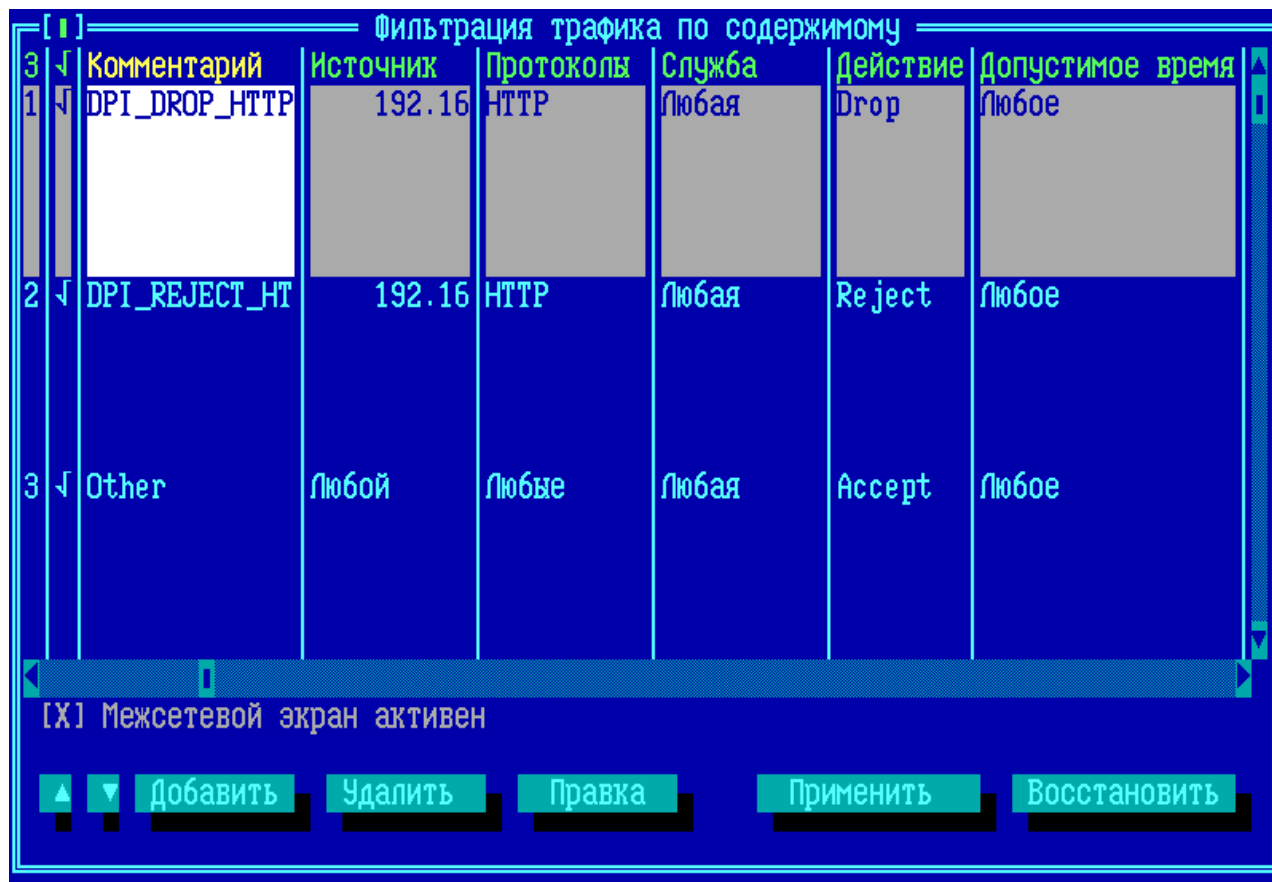 [▮] Фильтрация трафика по содержимому
3 √ Комментарий Источник Протоколы Служба Действие Допустимое время
1 √ DPI_DROP_HTTP 192.16 HTTP Любая Drop Любое
2 √ DPI_REJECT_HT 192.16 HTTP Любая Reject Любое
3 √ Other Любой Любые Любая Accept Любое
[X] Межсетевой экран активен
▲ ▼ Добавить Удалить Правка Применить Восстановить